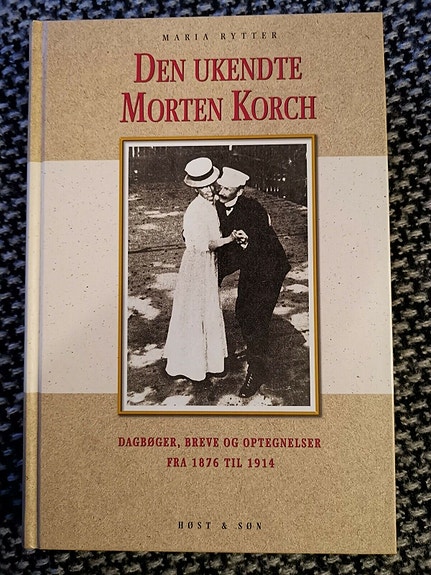 MARIA RYTTER
DEN UKENDTE
MORTEN KORCH
DAGBØGER, BREVE OG OPTEGNELSER
FRA 1876 TIL 1914
HØST & SØN